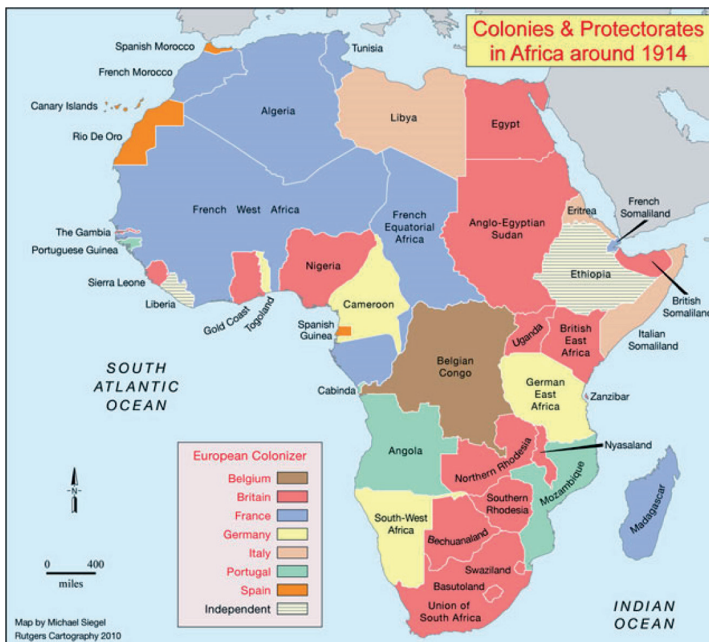 Colonies & Protectorates
in Africa around 1914
Spanish Morocco
Tunisia
French Morocco
Canary Islands
Algeria
Libya
Egypt
Rio De Oro
French West Africa
French
Equatorial
Africa
Anglo-Egyptian
Sudan
Eritrea
French
Somaliland
The Gambia
Portuguese Guinea
Nigeria
Ethiopia
Sierra Leone
Liberia
Gold Coast
Togoland
Cameroon
British
Somaliland
Spanish
Guinea
Uganda
British
East
Africa
Italian
Somaliland
SOUTH
ATLANTIC
OCEAN
Belgian
Congo
German
East
Africa
Cabinda
Zanzibar
Angola
Nyasaland
Northern Rhodesia
Mozambique
Southern
Rhodesia
South-West
Africa
Madagascar
Bechuanaland
Swaziland
Basutoland
Union of
South Africa
INDIAN
OCEAN
European Colonizer
Belgium
Britain
France
Germany
Italy
Portugal
Spain
Independent
N
0 400
miles
Map by Michael Siegel
Rutgers Cartography 2010